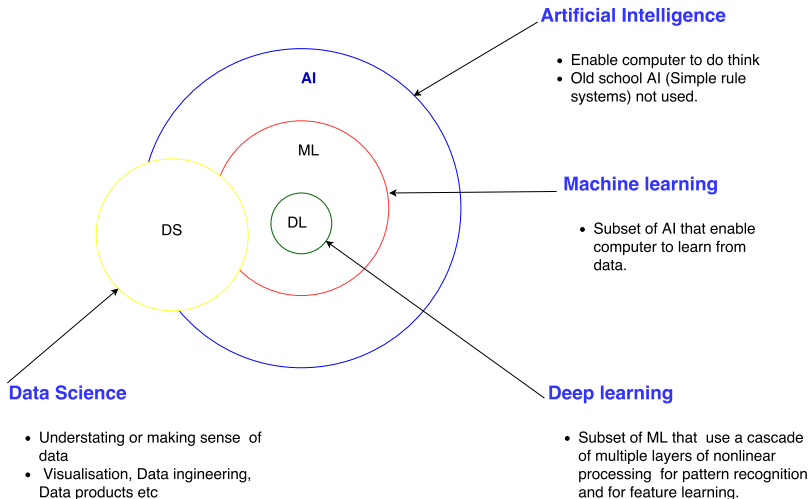 Artificial Intelligence
Enable computer to do think
Old school AI (Simple rule
systems) not used.
AI
ML
DL
DS
Machine learning
Subset of AI that enable
computer to learn from
data.
Data Science
Understating or making sense of
data
Visualisation, Data ingineering,
Data products etc
Deep learning
Subset of ML that use a cascade
of multiple layers of nonlinear
processing for pattern recognition
and for feature learning.